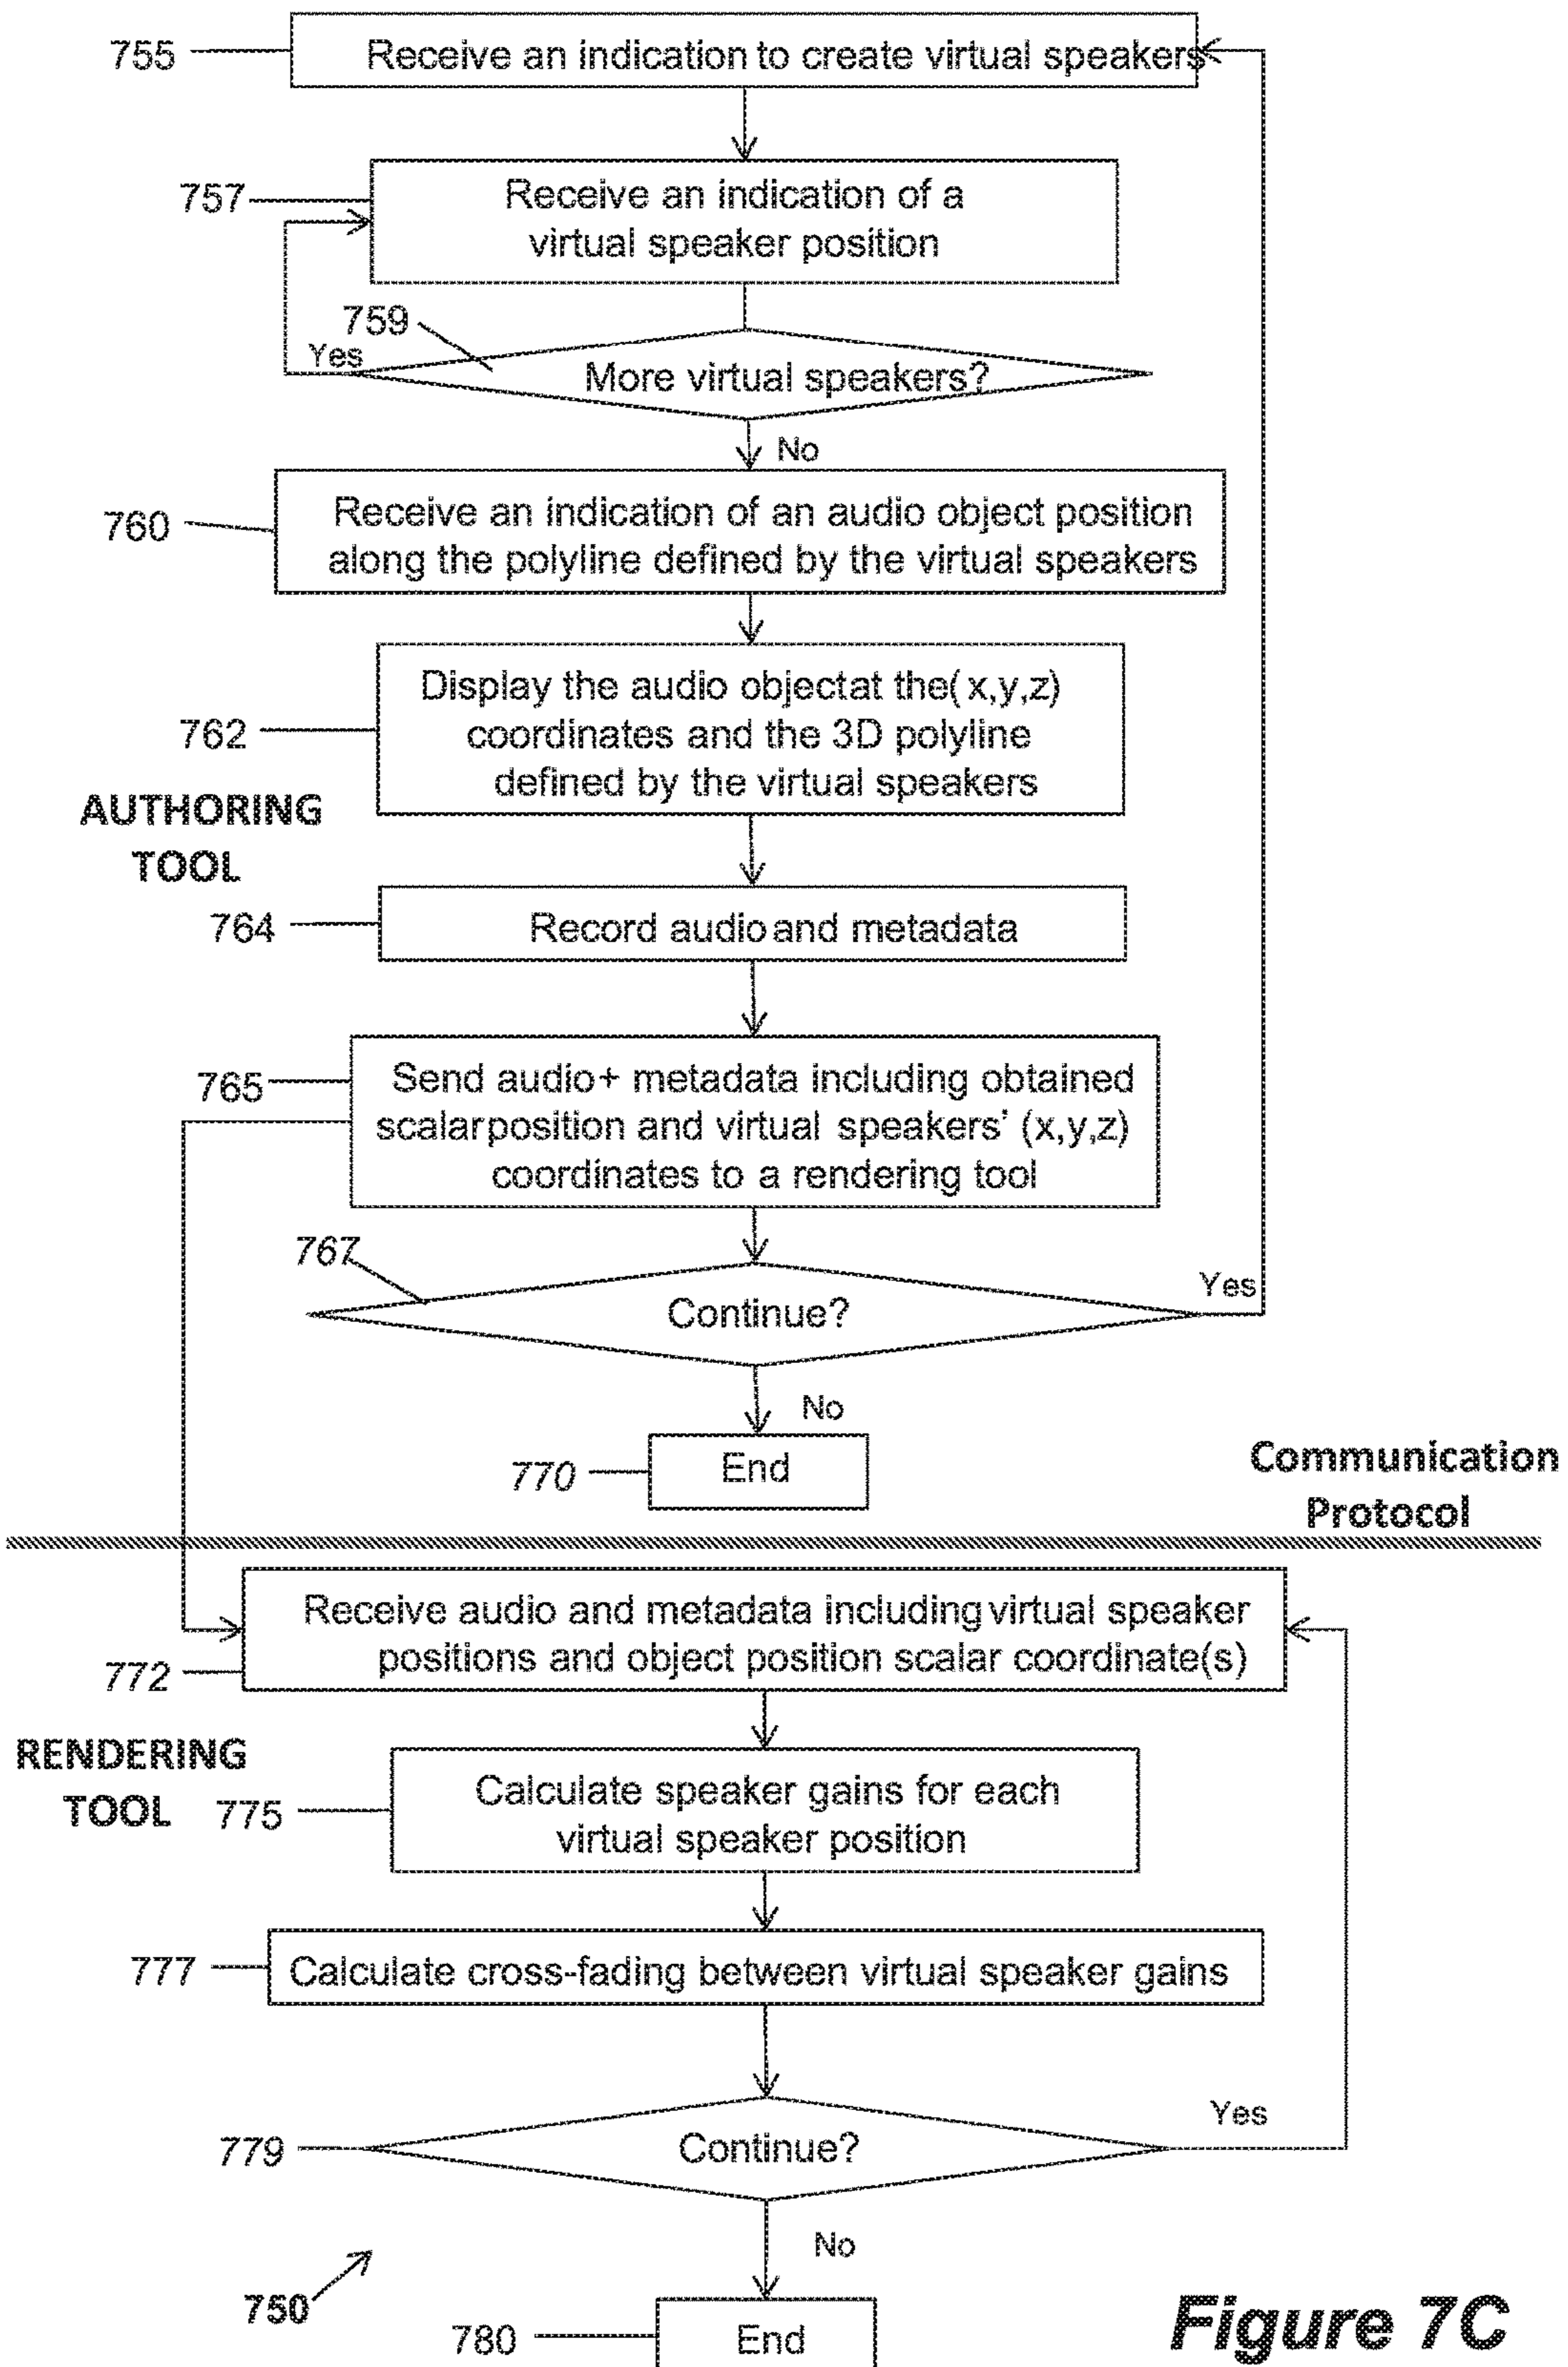 755
Receive an indication to create virtual speakers
757
Receive an indication of a
virtual speaker position
759
Yes
More virtual speakers?
No
760
Receive an indication of an audio object position
along the polyline defined by the virtual speakers
762
Display the audio objectat the( x,y,z)
coordinates and the 3D polyline
defined by the virtual speakers
AUTHORING
TOOL
764
Record audio and metadata
765
Send audio+ metadata including obtained
scalarposition and virtual speakers’ (x,y,z)
coordinates to a rendering tool
767
Continue?
Yes
No
770
End
Communication
Protocol
Receive audio and metadata including virtual speaker
positions and object position scalar coordinate(s)
772
RENDERING
TOOL
775
Calculate speaker gains for each
virtual speaker position
777
Calculate cross-fading between virtual speaker gains
779
Continue?
Yes
No
750
780
End
Figure 7C